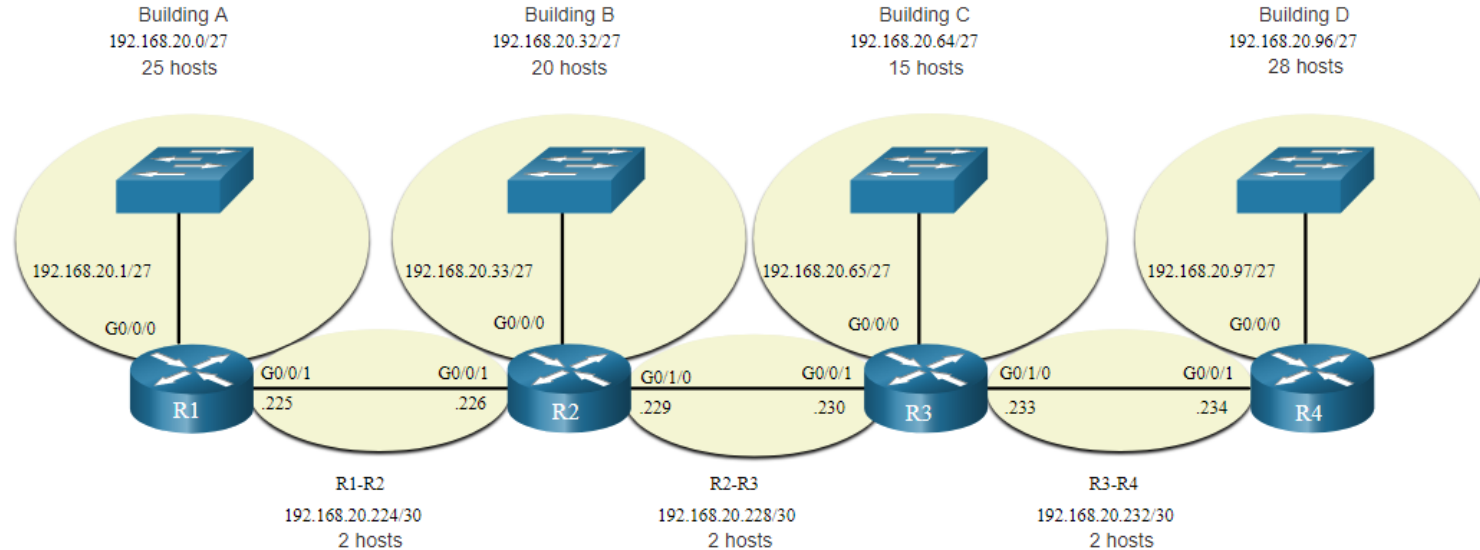 Building A
192.168.20.0/27
25 hosts
Building B
192.168.20.32/27
20 hosts
Building C
192.168.20.64/27
15 hosts
Building D
192.168.20.96/27
28 hosts
192.168.20.1/27
192.168.20.33/27
192.168.20.65/27
192.168.20.97/27
G0/0/0
G0/0/0
G0/0/0
G0/0/0
R1
G0/0/1
.225
G0/0/1
.226
R2
G0/1/0
.229
G0/0/1
.230
R3
G0/1/0
.233
G0/0/1
.234
R4
R1-R2
192.168.20.224/30
2 hosts
R2-R3
192.168.20.228/30
2 hosts
R3-R4
192.168.20.232/30
2 hosts